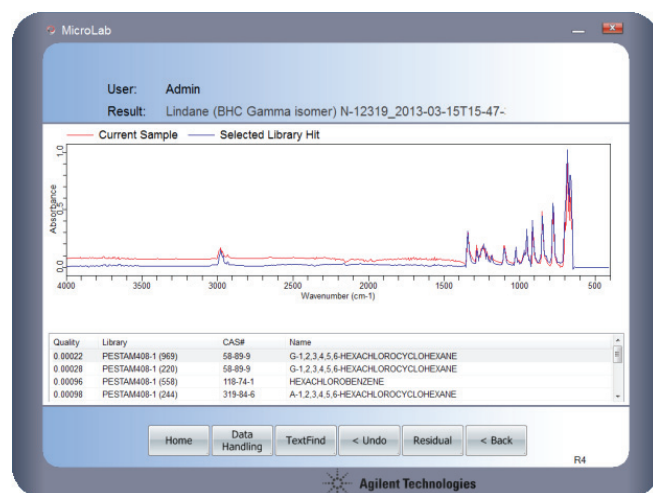 MicroLab
User: Admin
Result: Lindane (BHC Gamma isomer) N-12319_2013-03-15T15-47-
Current Sample Selected Library Hit
1.0
0.5
0.0
Absorbance
4000 3500 3000 2500 2000 1500 1000 500
Wavenumber (cm-1)
Quality Library CAS# Name
0.00022 PESTAM408-1 (969) 58-89-9 G-1,2,3,4,5,6-HEXACHLOROCYCLOHEXANE
0.00028 PESTAM408-1 (220) 58-89-9 G-1,2,3,4,5,6-HEXACHLOROCYCLOHEXANE
0.00096 PESTAM408-1 (558) 118-74-1 HEXACHLOROBENZENE
0.00098 PESTAM408-1 (244) 319-84-6 A-1,2,3,4,5,6-HEXACHLOROCYCLOHEXANE
Home Data Handling TextFind < Undo Residual < Back
R4
Agilent Technologies